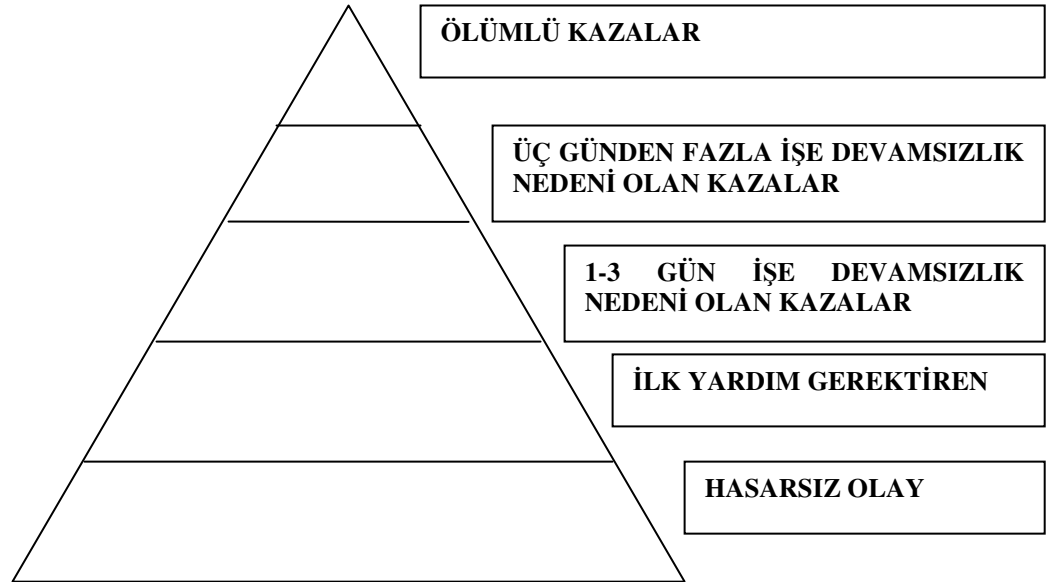 ÖLÜMLÜ KAZALAR
ÜÇ GÜNDEN FAZLA İŞE DEVAMSIZLIK
NEDENİ OLAN KAZALAR
1-3 GÜN İŞE DEVAMSIZLIK
NEDENİ OLAN KAZALAR
İLK YARDIM GEREKTİREN
HASARSIZ OLAY